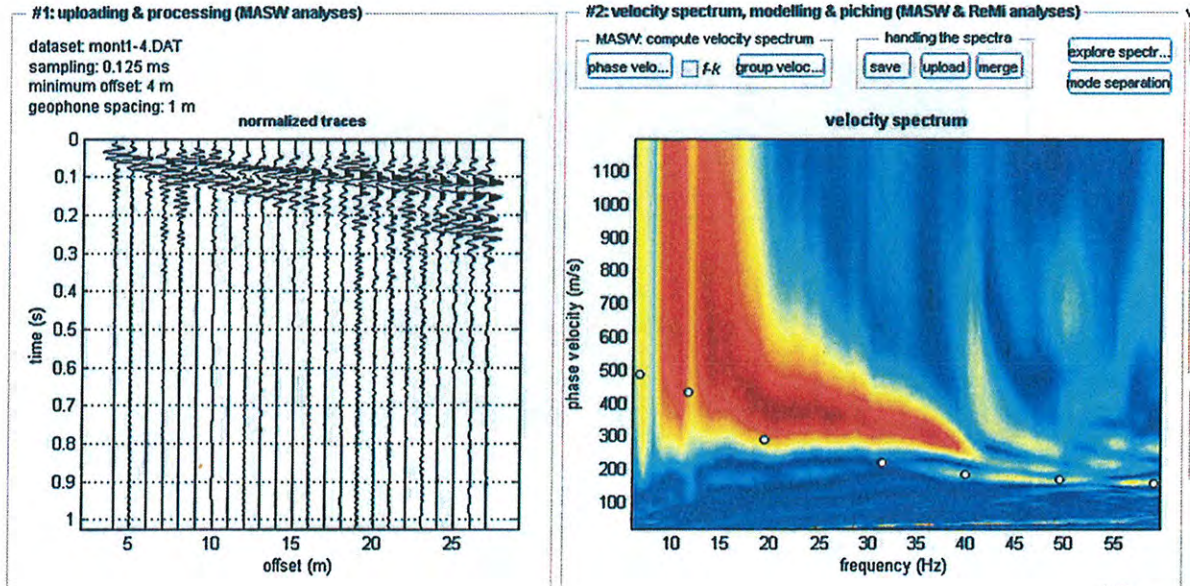 #1: uploading & processing (MASW analyses)
dataset: mont1-4.DAT
sampling: 0.125 ms
minimum offset: 4 m
geophone spacing: 1 m
normalized traces
0
0.1
0.2
0.3
0.4
0.5
0.6
0.7
0.8
0.9
1
time (s)
5 10 15 20 25
offset (m)
#2: velocity spectrum, modelling & picking (MASW & ReMi analyses)
MASW: compute velocity spectrum
phase velo... f-k group veloc...
handling the spectra
save upload merge
explore spectr...
mode separation
velocity spectrum
1100
1000
900
800
700
600
500
400
300
200
100
phase velocity (m/s)
10 15 20 25 30 35 40 45 50 55
frequency (Hz)